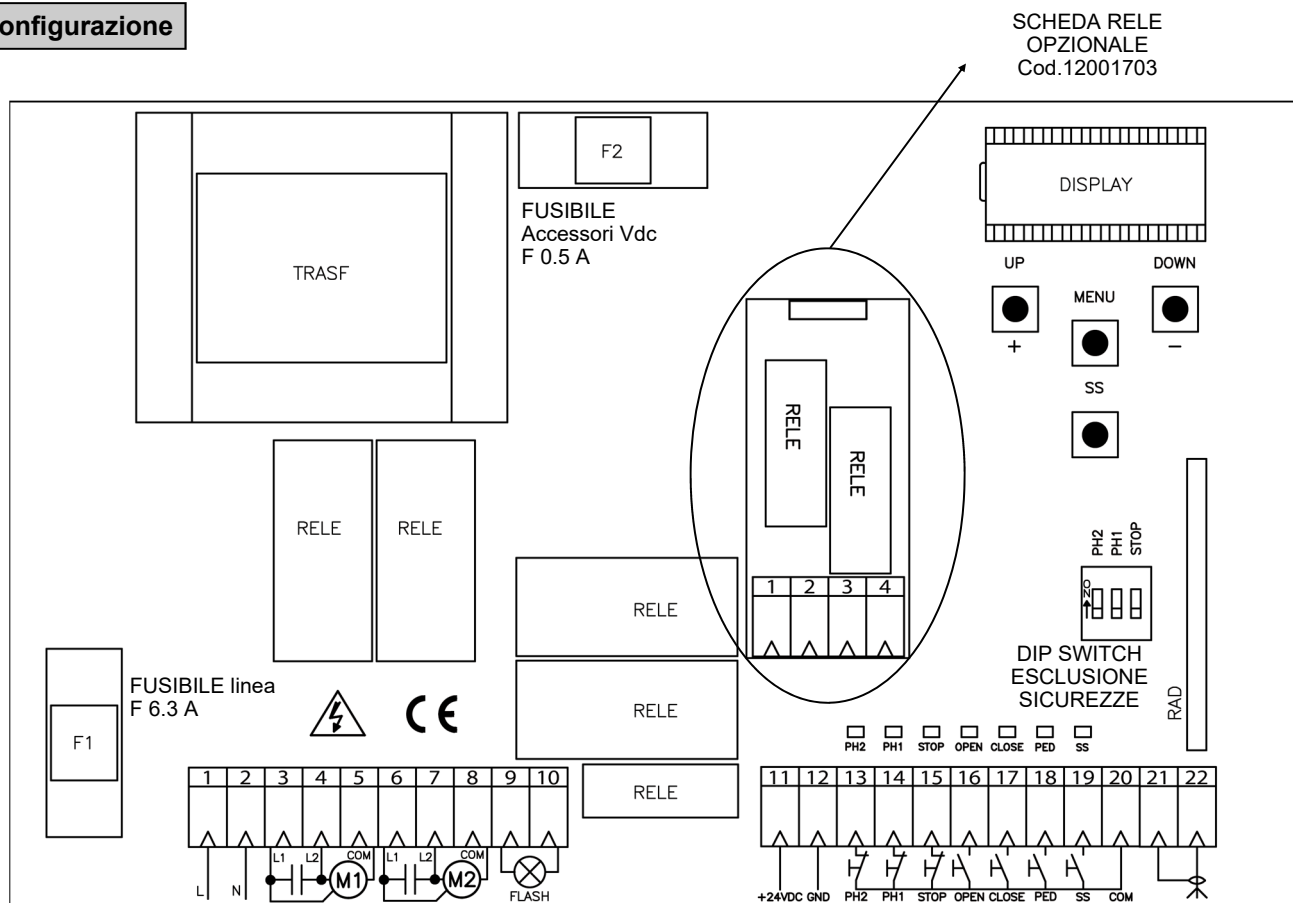 onfigurazione
SCHEDA RELE
OPZIONALE
Cod.12001703
F2
DISPLAY
FUSIBILE
Accessori Vdc
F 0.5 A
TRASF
UP
DOWN
MENU
+
−
SS
RELE
RELE
RELE
RELE
PH2
PH1
STOP
ON
1 2 3 4
RELE
DIP SWITCH
ESCLUSIONE
SICUREZZE
FUSIBILE linea
F 6.3 A
CE
RELE
RAD
F1
PH2 PH1 STOP OPEN CLOSE PED SS
1 2 3 4 5 6 7 8 9 10
RELE
11 12 13 14 15 16 17 18 19 20 21 22
L1 L2 COM L1 L2 COM
L N M1 M2 FLASH
+24VDC GND PH2 PH1 STOP OPEN CLOSE PED SS COM